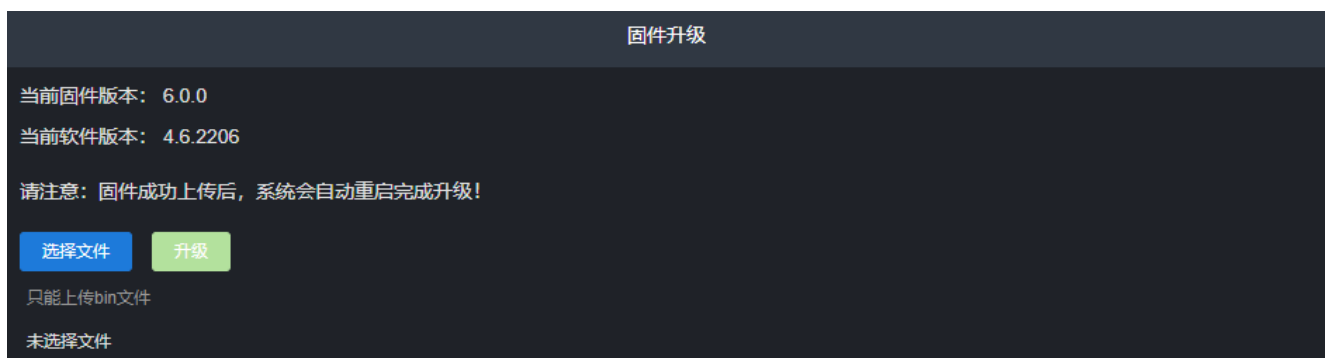 固件升级
当前固件版本： 6.0.0
当前软件版本： 4.6.2206
请注意：固件成功上传后，系统会自动重启完成升级！
选择文件 升级
只能上传bin文件
未选择文件